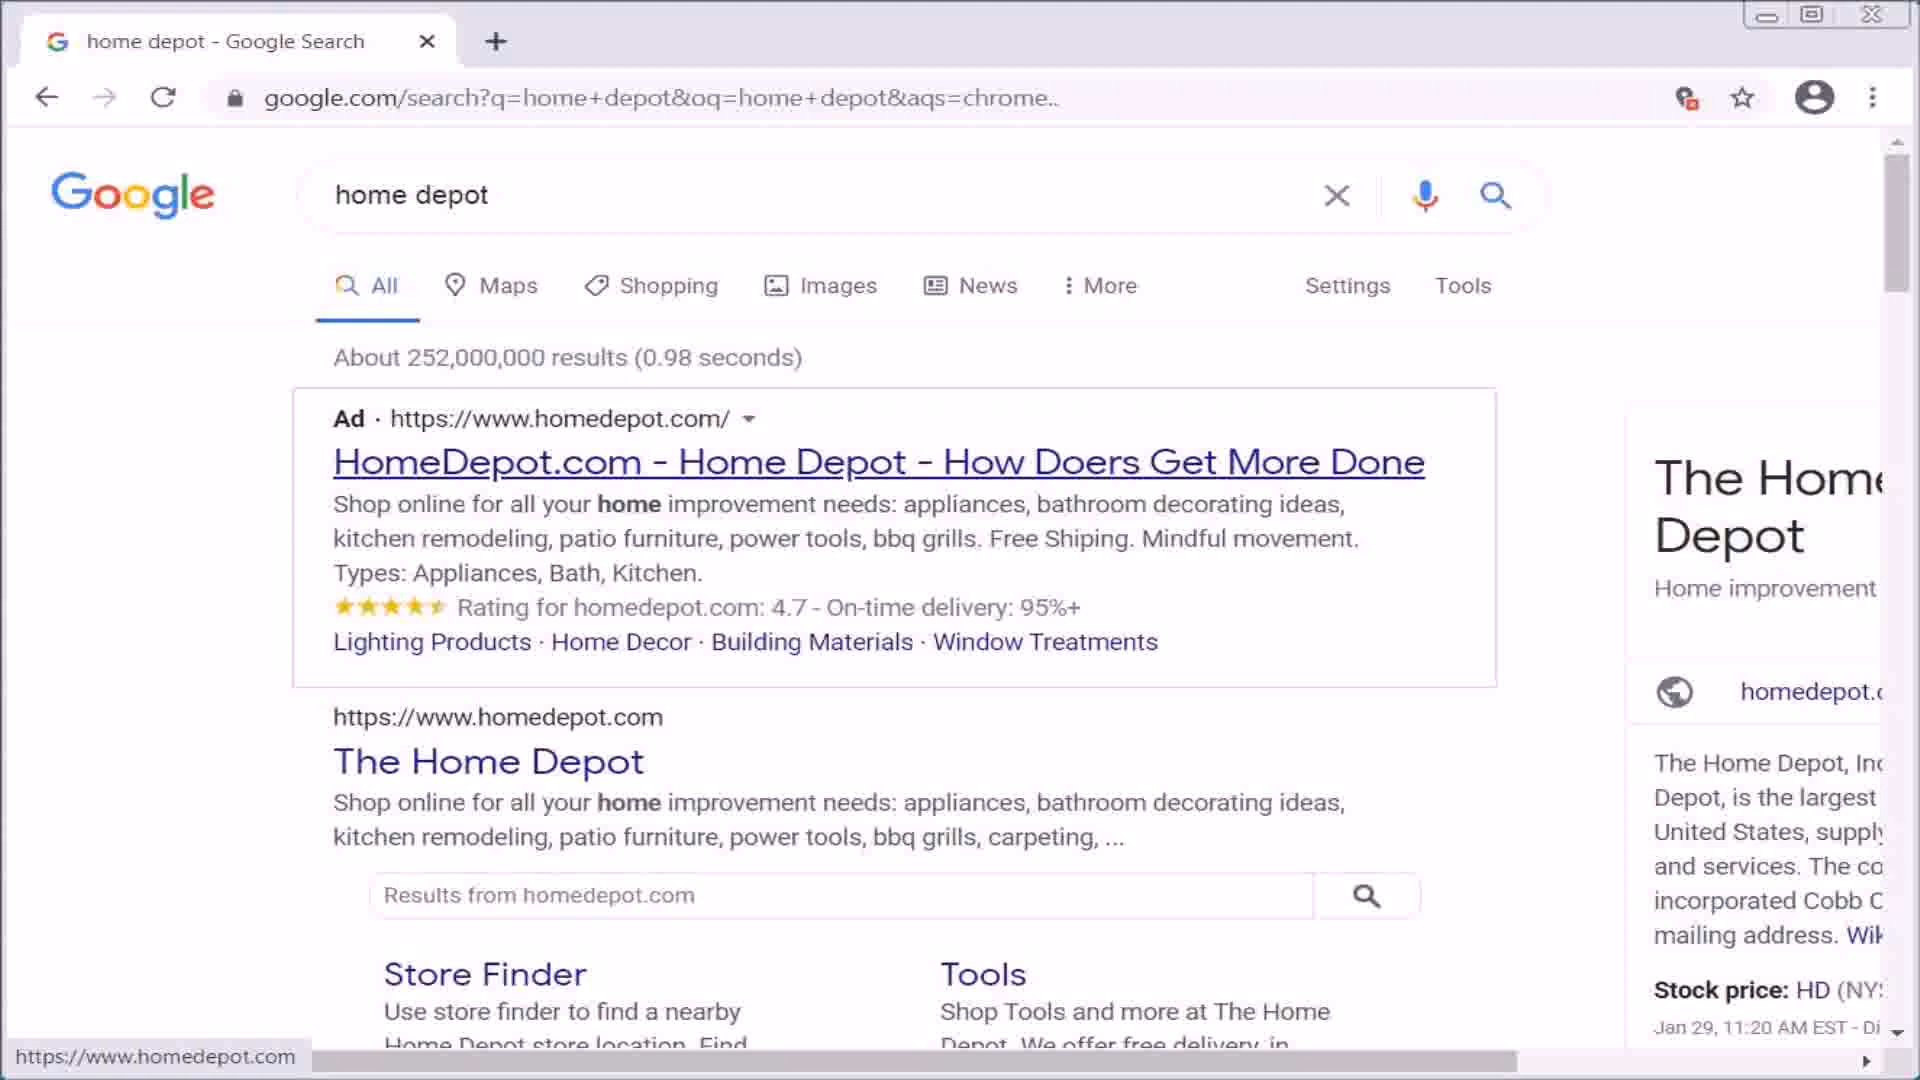 home depot - Google Search
google.com/search?q=home+depot&oq=home+depot&aqs=chrome..
Google
home depot
All
Maps
Shopping
Images
News
More
Settings
Tools
About 252,000,000 results (0.98 seconds)
Ad · https://www.homedepot.com/
HomeDepot.com - Home Depot - How Doers Get More Done
Shop online for all your home improvement needs: appliances, bathroom decorating ideas,
kitchen remodeling, patio furniture, power tools, bbq grills. Free Shiping. Mindful movement.
Types: Appliances, Bath, Kitchen.
Rating for homedepot.com: 4.7 - On-time delivery: 95%+
Lighting Products · Home Decor · Building Materials · Window Treatments
https://www.homedepot.com
The Home Depot
Shop online for all your home improvement needs: appliances, bathroom decorating ideas,
kitchen remodeling, patio furniture, power tools, bbq grills, carpeting, ...
Results from homedepot.com
Store Finder
Use store finder to find a nearby
Home Depot store location. Find
Tools
Shop Tools and more at The Home
Depot. We offer free delivery, in
The Home
Depot
Home improvement
homedepot.c
The Home Depot, Inc
Depot, is the largest
United States, supply
and services. The co
incorporated Cobb C
mailing address. Wik
Stock price: HD (NYS
Jan 29, 11:20 AM EST - Di
https://www.homedepot.com